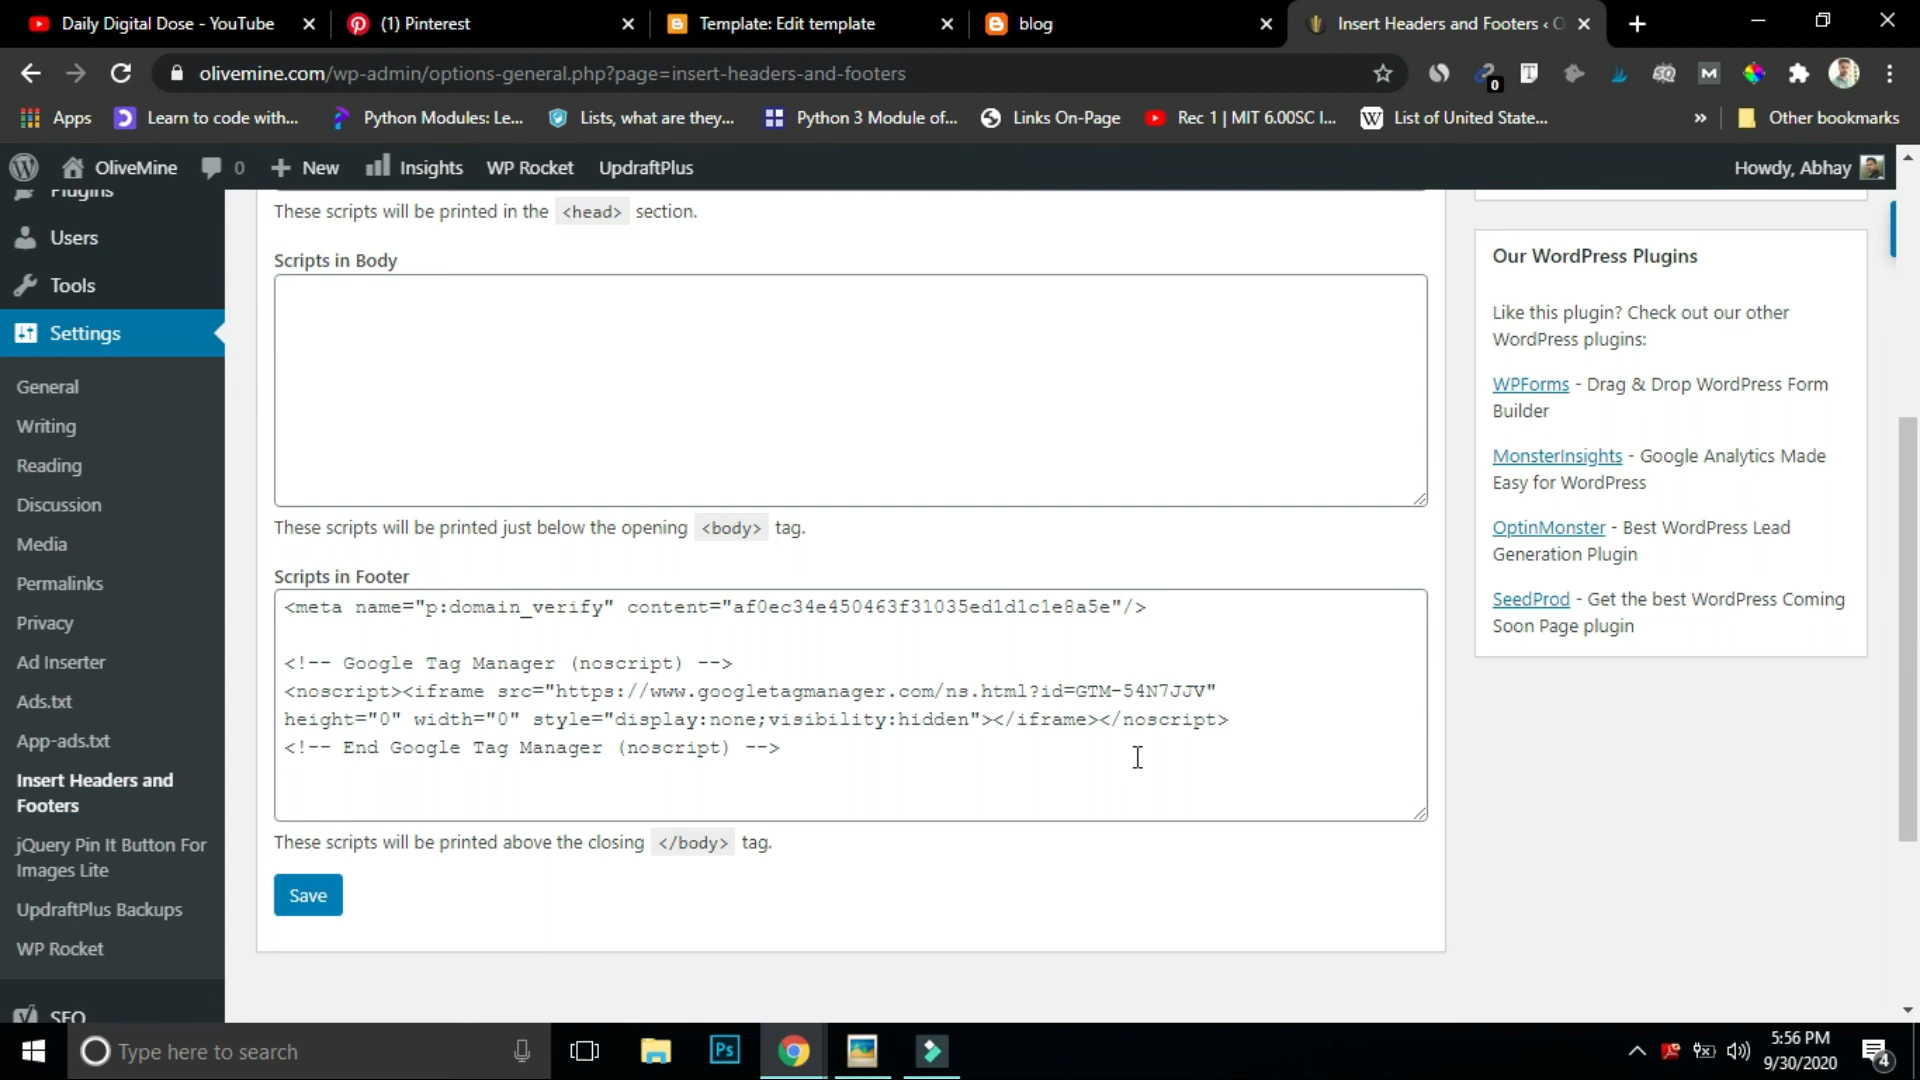 Daily Digital Dose - YouTube
(1) Pinterest
Template: Edit template
blog
Insert Headers and Footers ‹ O
olivemine.com/wp-admin/options-general.php?page=insert-headers-and-footers
0
Apps
Learn to code with...
Python Modules: Le...
Lists, what are they?...
Python 3 Module of...
Links On-Page
Rec 1 | MIT 6.00SC I...
List of United State...
»
Other bookmarks
OliveMine
0
New
Insights
WP Rocket
UpdraftPlus
Howdy, Abhay
Plugins
Users
Tools
Settings
General
Writing
Reading
Discussion
Media
Permalinks
Privacy
Ad Inserter
Ads.txt
App-ads.txt
Insert Headers and
Footers
jQuery Pin It Button For
Images Lite
UpdraftPlus Backups
WP Rocket
SEO
These scripts will be printed in the <head> section.
Scripts in Body
These scripts will be printed just below the opening <body> tag.
Scripts in Footer
<meta name="p:domain_verify" content="af0ec34e450463f31035ed1d1c1e8a5e"/>
<!-- Google Tag Manager (noscript) -->
<noscript><iframe src="https://www.googletagmanager.com/ns.html?id=GTM-54N7JJV"
height="0" width="0" style="display:none;visibility:hidden"></iframe></noscript>
<!-- End Google Tag Manager (noscript) -->
These scripts will be printed above the closing </body> tag.
Save
Our WordPress Plugins
Like this plugin? Check out our other
WordPress plugins:
WPForms - Drag & Drop WordPress Form
Builder
MonsterInsights - Google Analytics Made
Easy for WordPress
OptinMonster - Best WordPress Lead
Generation Plugin
SeedProd - Get the best WordPress Coming
Soon Page plugin
Type here to search
Ps
5:56 PM
9/30/2020
4